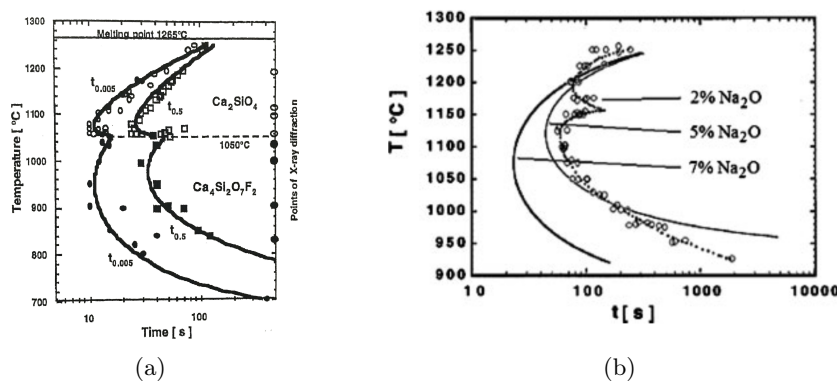 Melting point 1265°C
1300
1200
1100
1000
900
800
700
Temperature [ °C ]
t0.005
t0.5
Ca2SiO4
1050°C
Ca4Si2O7F2
t0.5
t0.005
Points of X-ray diffraction
10
100
Time [ s ]
(a)
1300
1250
1200
1150
1100
1050
1000
950
900
T [ °C ]
2% Na2O
5% Na2O
7% Na2O
10
100
1000
10000
t [ s ]
(b)